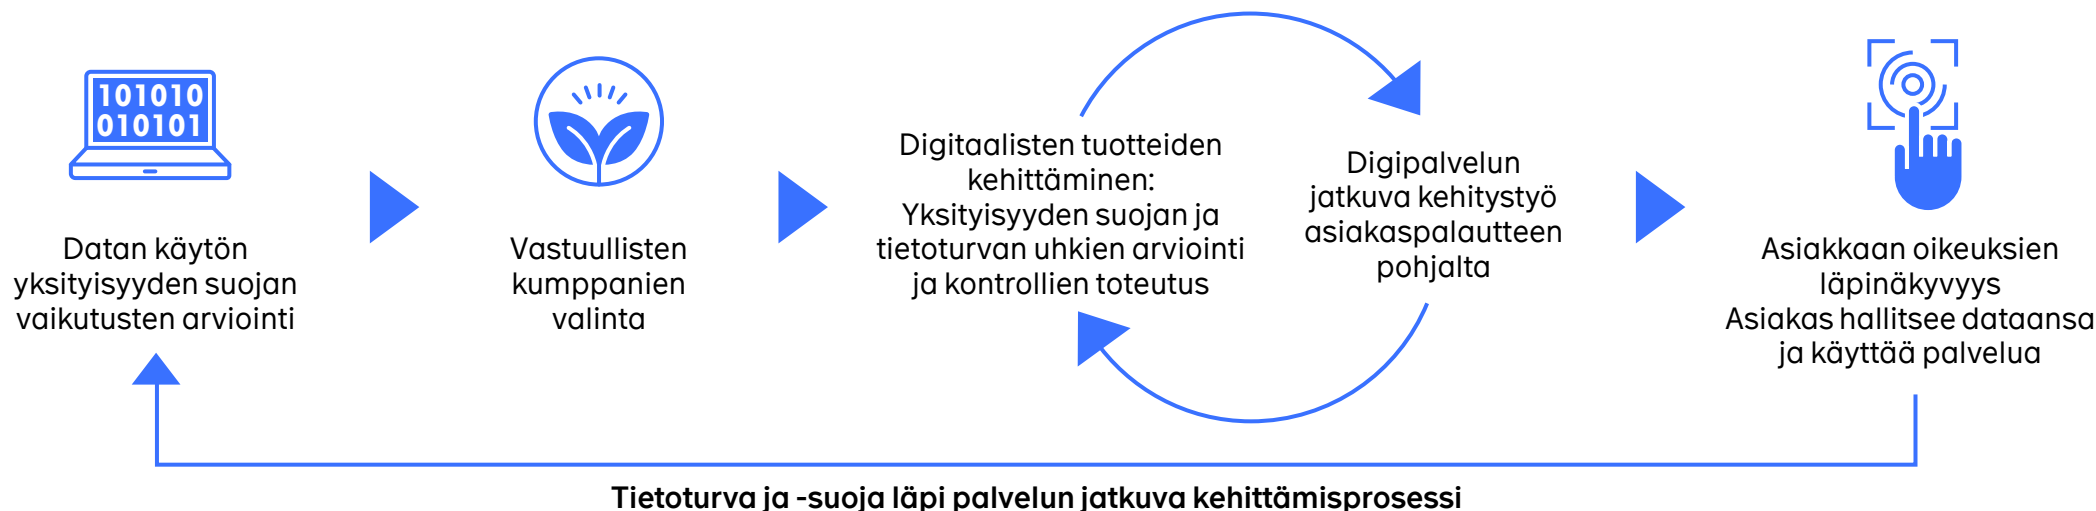 101010
010101
Datan käytön
yksityisyyden suojan
vaikutusten arviointi
Vastuullisten
kumppanien
valinta
Digitaalisten tuotteiden
kehittäminen:
Yksityisyyden suojan ja
tietoturvan uhkien arviointi
ja kontrollien toteutus
Digipalvelun
jatkuva kehitystyö
asiakaspalautteen
pohjalta
Asiakkaan oikeuksien
läpinäkyvyys
Asiakas hallitsee dataansa
ja käyttää palvelua
Tietoturva ja -suoja läpi palvelun jatkuva kehittämisprosessi